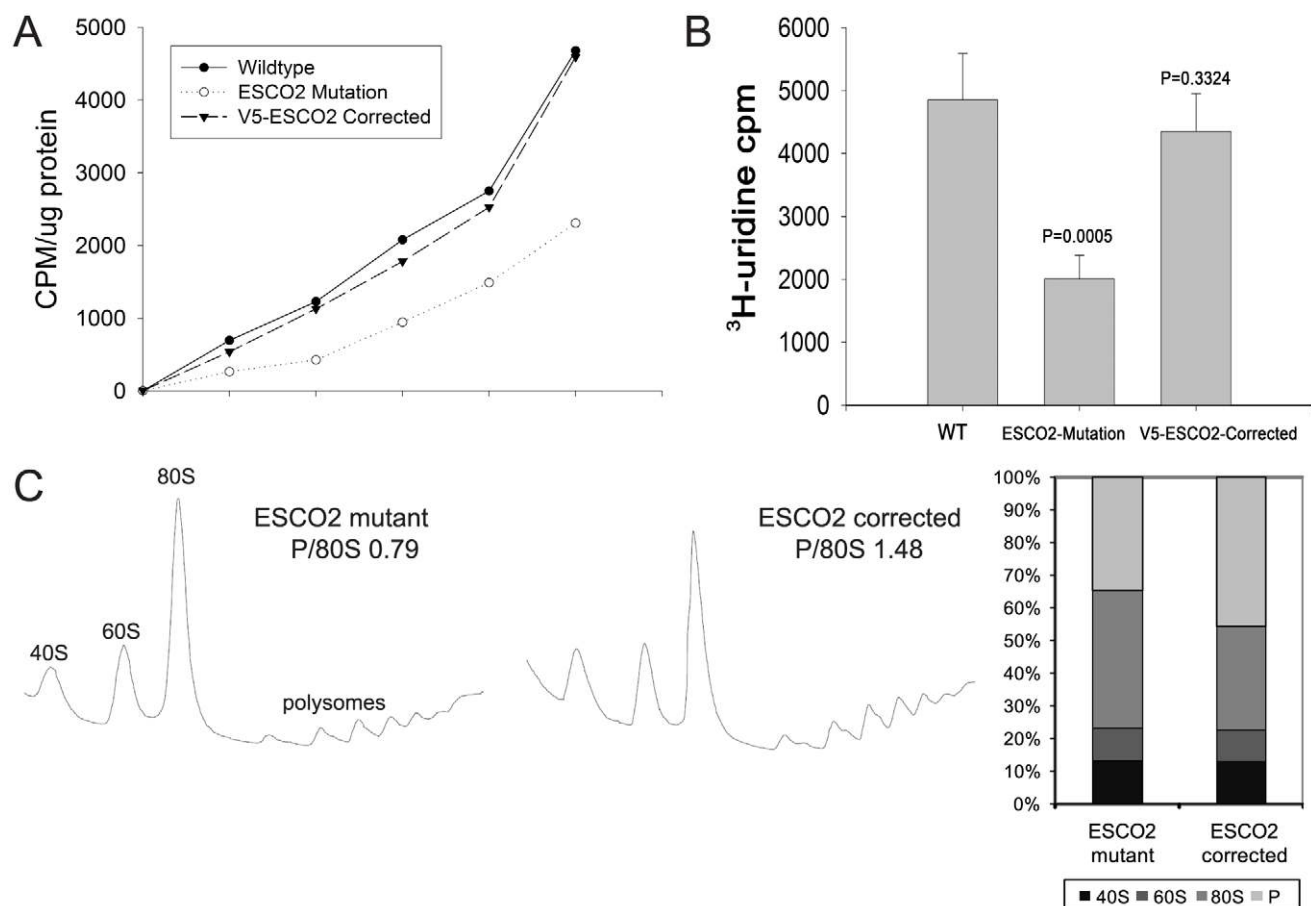 A
5000
4000
3000
2000
1000
0
CPM/ug protein
Wildtype
ESCO2 Mutation
V5-ESCO2 Corrected
B
6000
5000
4000
3000
2000
1000
0
³H-uridine cpm
P=0.0005
P=0.3324
WT
ESCO2-Mutation
V5-ESCO2-Corrected
C
40S
60S
80S
ESCO2 mutant
P/80S 0.79
polysomes
ESCO2 corrected
P/80S 1.48
100%
90%
80%
70%
60%
50%
40%
30%
20%
10%
0%
ESCO2
mutant
ESCO2
corrected
40S 60S 80S P